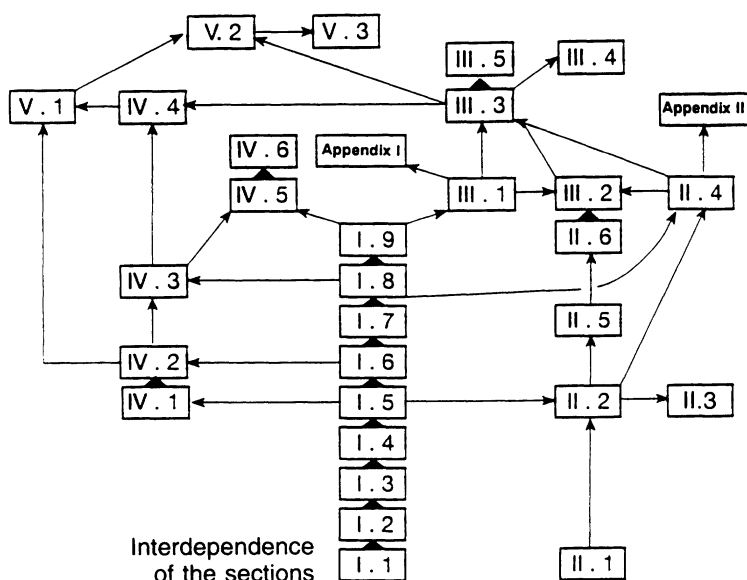 V. 2
V. 3
III. 5
III. 4
V. 1
IV. 4
III. 3
Appendix II
IV. 6
Appendix I
IV. 5
III. 1
III. 2
II. 4
I. 9
II. 6
IV. 3
I. 8
I. 7
II. 5
IV. 2
I. 6
IV. 1
I. 5
II. 2
II.3
I. 4
I. 3
I. 2
Interdependence
of the sections
I. 1
II. 1